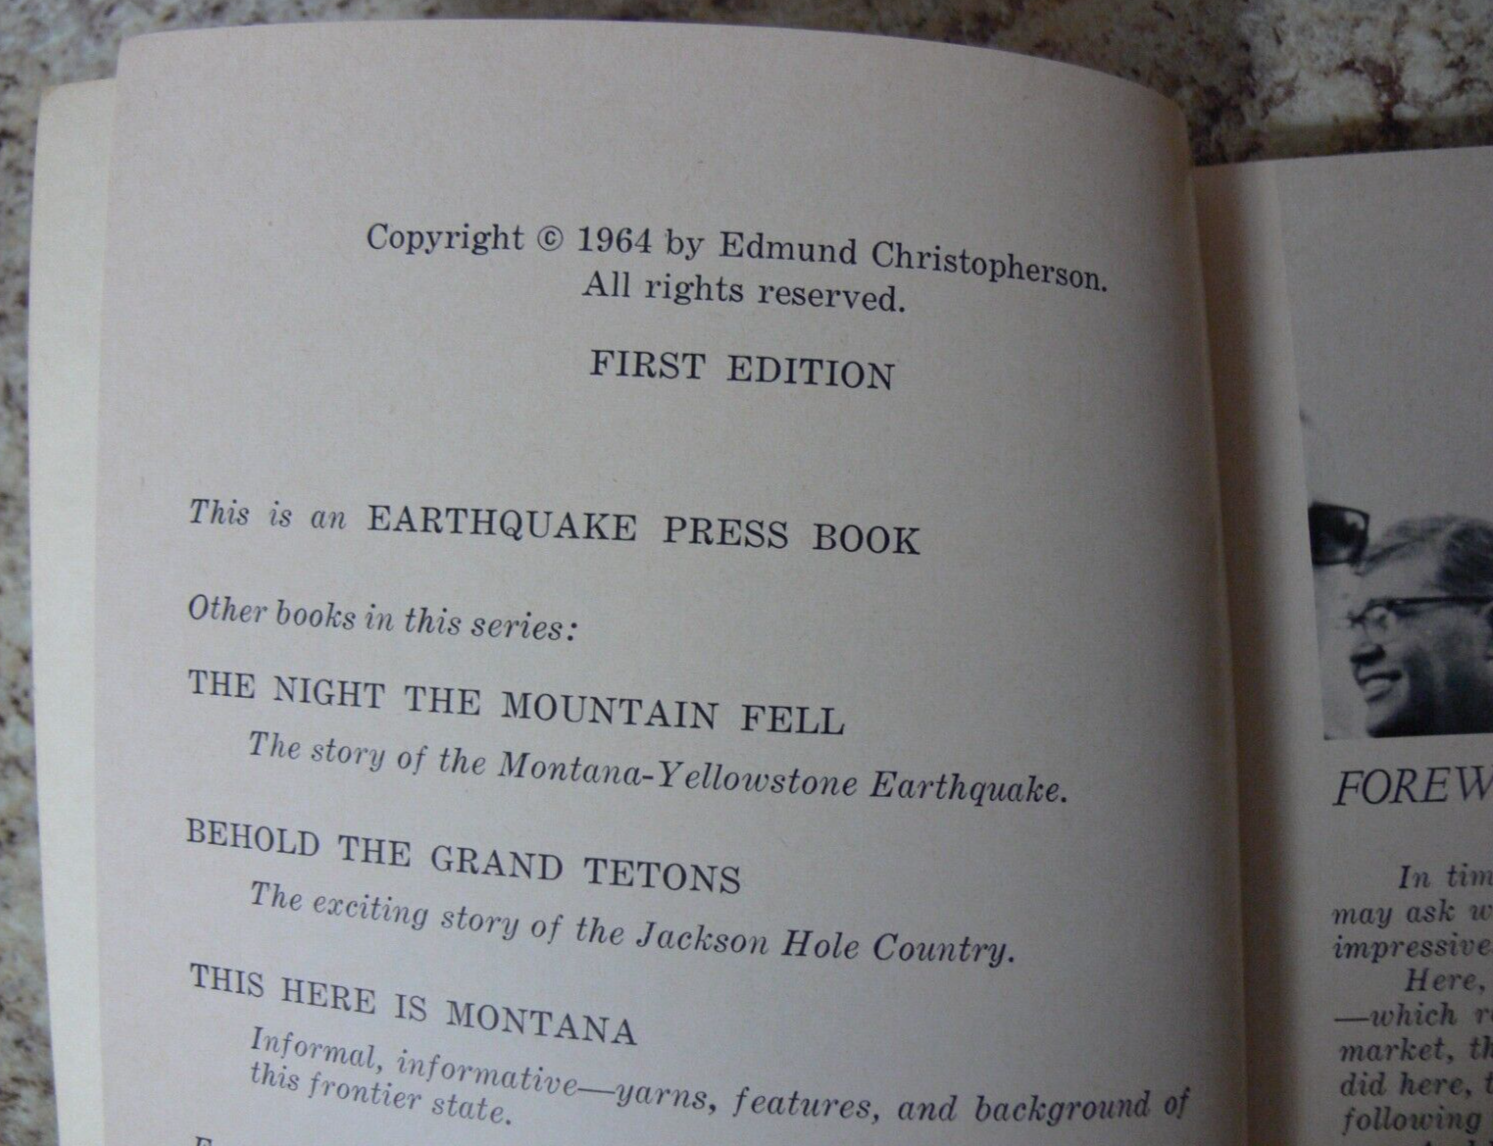 Copyright © 1964 by Edmund Christopherson.
All rights reserved.
FIRST EDITION
This is an EARTHQUAKE PRESS BOOK
Other books in this series:
THE NIGHT THE MOUNTAIN FELL
The story of the Montana-Yellowstone Earthquake.
BEHOLD THE GRAND TETONS
The exciting story of the Jackson Hole Country.
THIS HERE IS MONTANA
Informal, informative—yarns, features, and background of
this frontier state.
FOREW
In tim
may ask w
impressive
Here,
—which r
market, th
did here, t
following